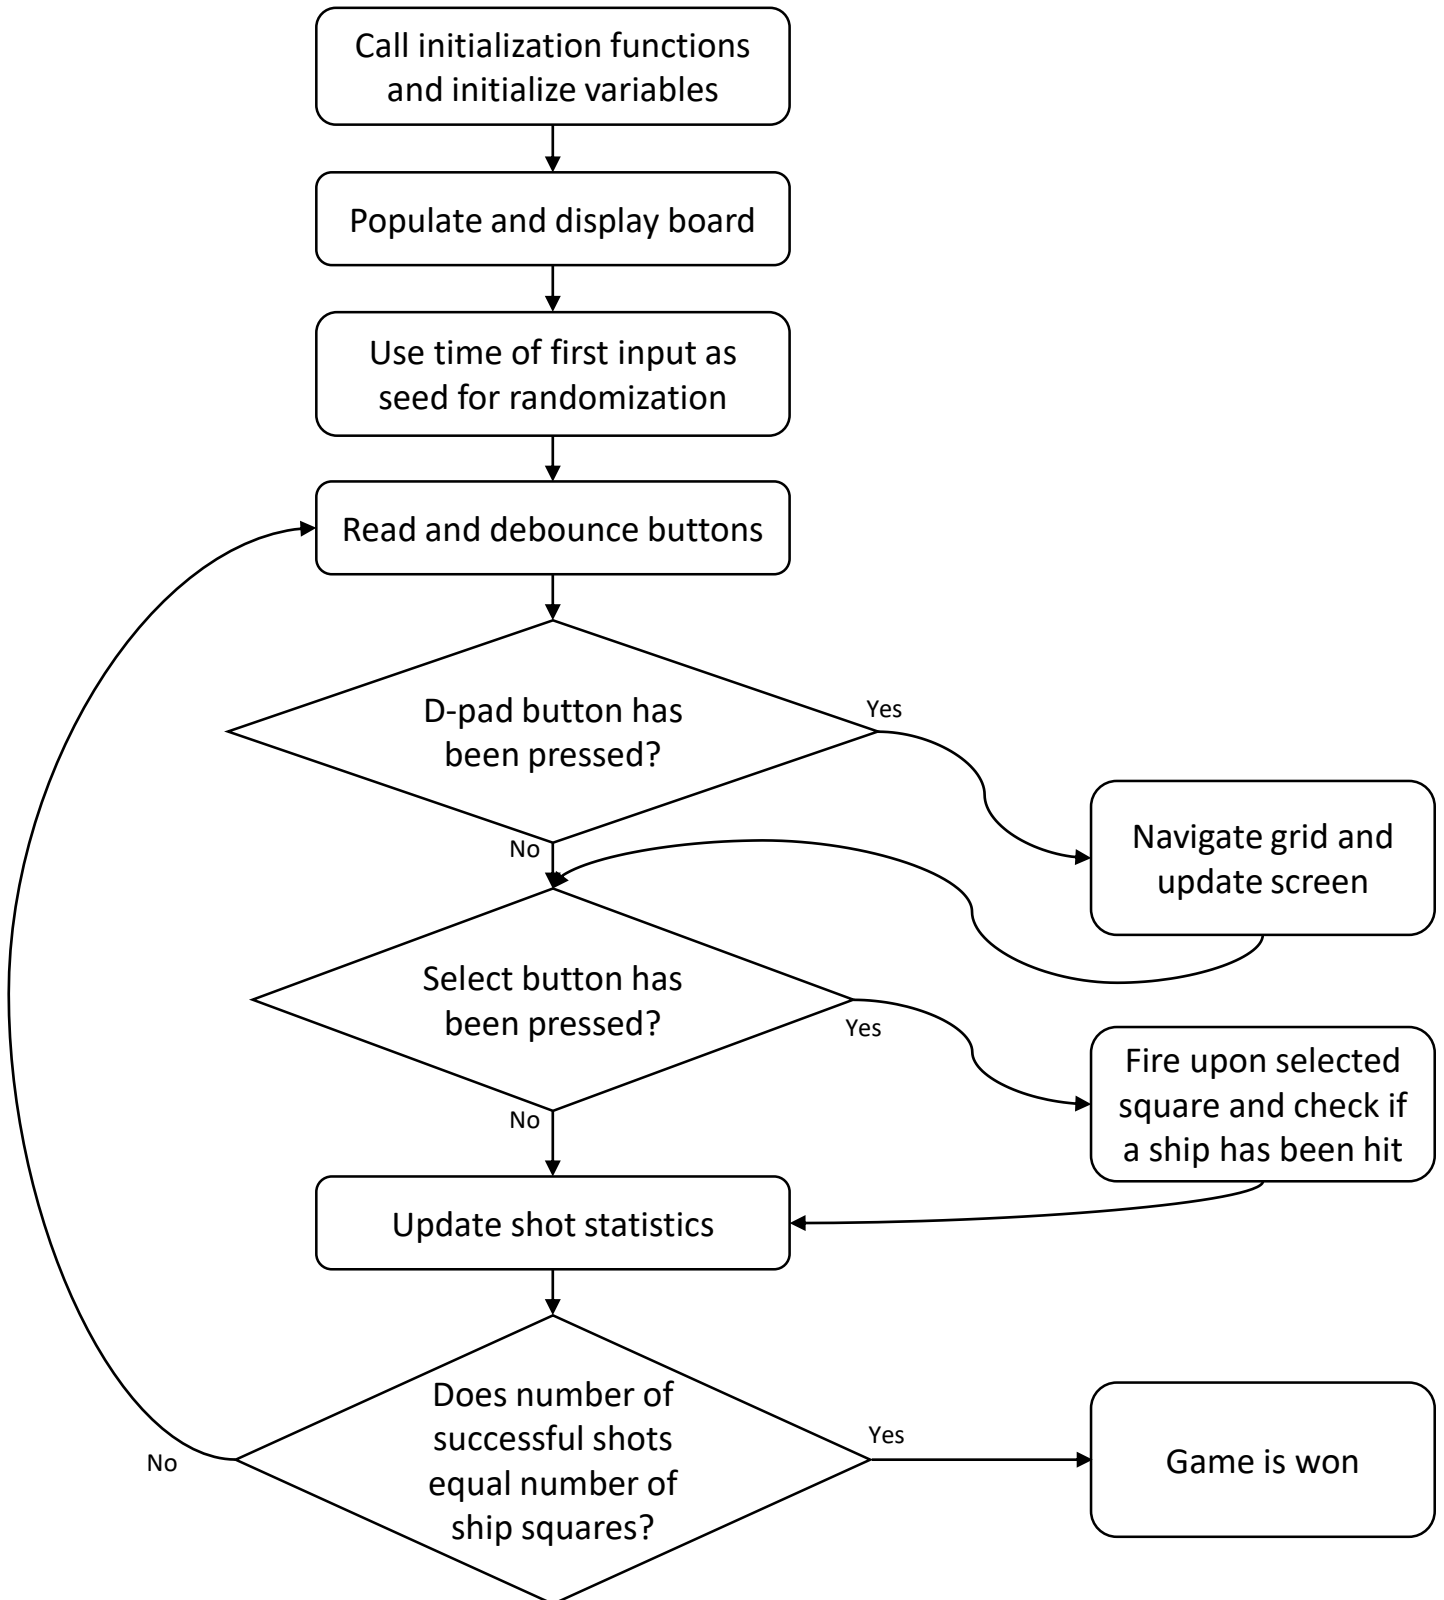 Call initialization functions
and initialize variables
Populate and display board
Use time of first input as
seed for randomization
Read and debounce buttons
D-pad button has
been pressed?
Yes
Navigate grid and
update screen
No
Select button has
been pressed?
Yes
Fire upon selected
square and check if
a ship has been hit
No
Update shot statistics
Does number of
successful shots
equal number of
ship squares?
Yes
Game is won
No